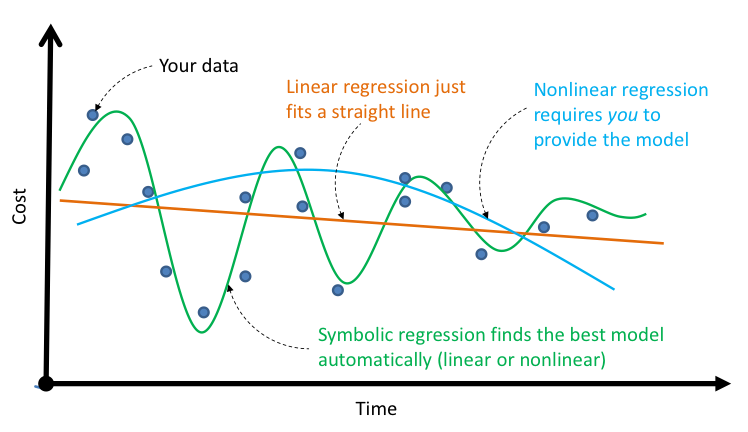 Your data
Linear regression just
fits a straight line
Nonlinear regression
requires you to
provide the model
Cost
Symbolic regression finds the best model
automatically (linear or nonlinear)
Time